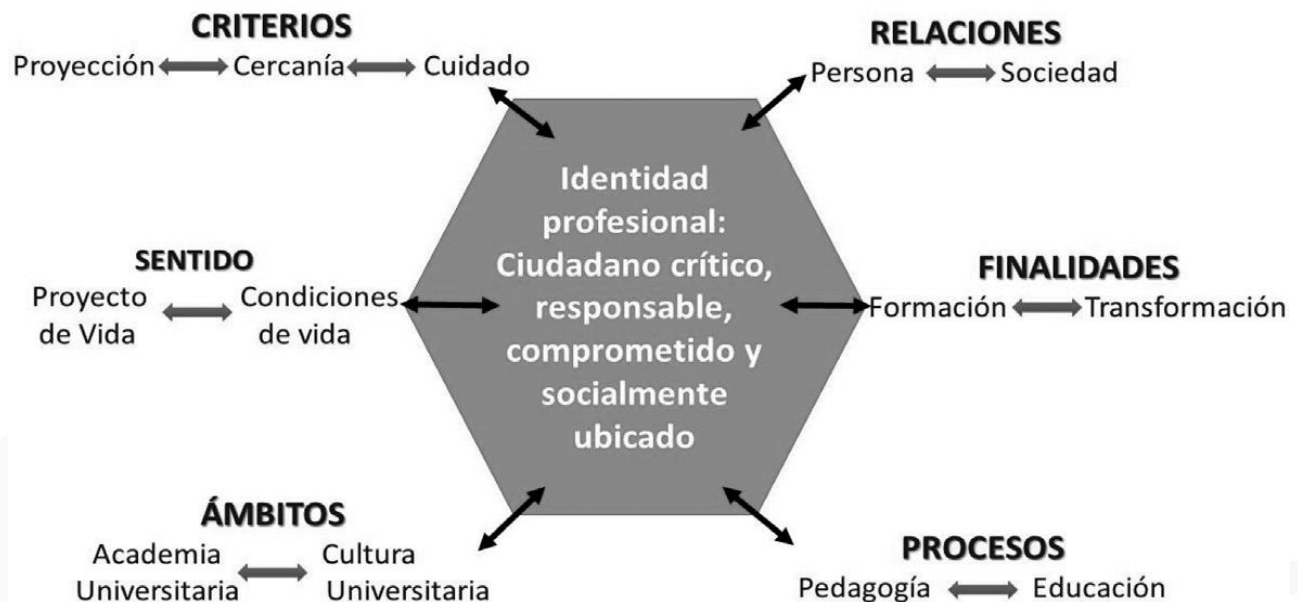 CRITERIOS
Proyección Cercanía Cuidado
RELACIONES
Persona Sociedad
Identidad
profesional:
Ciudadano crítico,
responsable,
comprometido y
socialmente
ubicado
SENTIDO
Proyecto
de Vida
Condiciones
de vida
FINALIDADES
Formación Transformación
ÁMBITOS
Academia
Universitaria
Cultura
Universitaria
PROCESOS
Pedagogía Educación